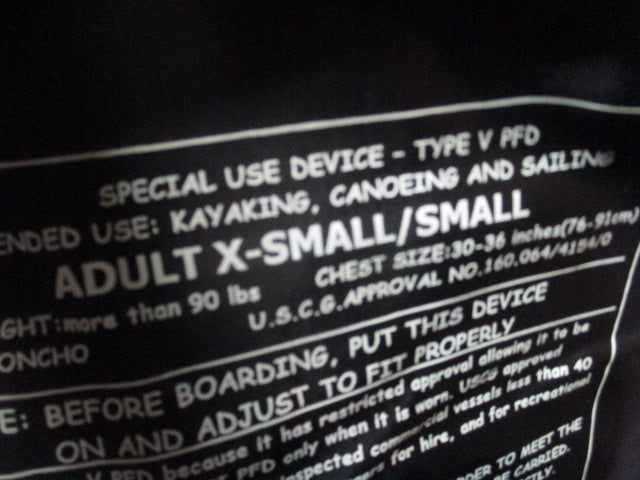 SPECIAL USE DEVICE - TYPE V PFD
ENDED USE: KAYAKING, CANOEING AND SAILING
ADULT X-SMALL/SMALL
GHT: more than 90 lbs CHEST SIZE: 30-36 inches (76-91cm)
ONCHO U.S.C.G. APPROVAL NO. 160.064/4154/0
E: BEFORE BOARDING, PUT THIS DEVICE
ON AND ADJUST TO FIT PROPERLY
V PFD because it has restricted approval allowing it to be
PFD only when it is worn. USCG approved
inspected commercial vessels less than 40
for hire, and for recreational
ORDER TO MEET THE
BE CARRIED.